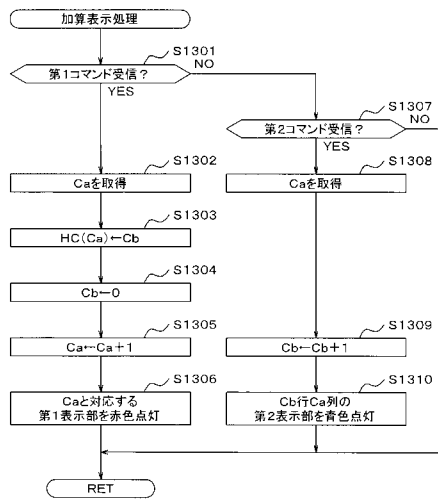 加算表示処理
S1301
第1コマンド受信？
NO
YES
S1307
第2コマンド受信？
NO
YES
S1302
Caを取得
S1308
Caを取得
S1303
HC(Ca)←Cb
S1304
Cb←0
S1305
Ca←Ca+1
S1309
Cb←Cb+1
S1306
Caと対応する
第1表示部を赤色点灯
S1310
Cb行Ca列の
第2表示部を青色点灯
RET